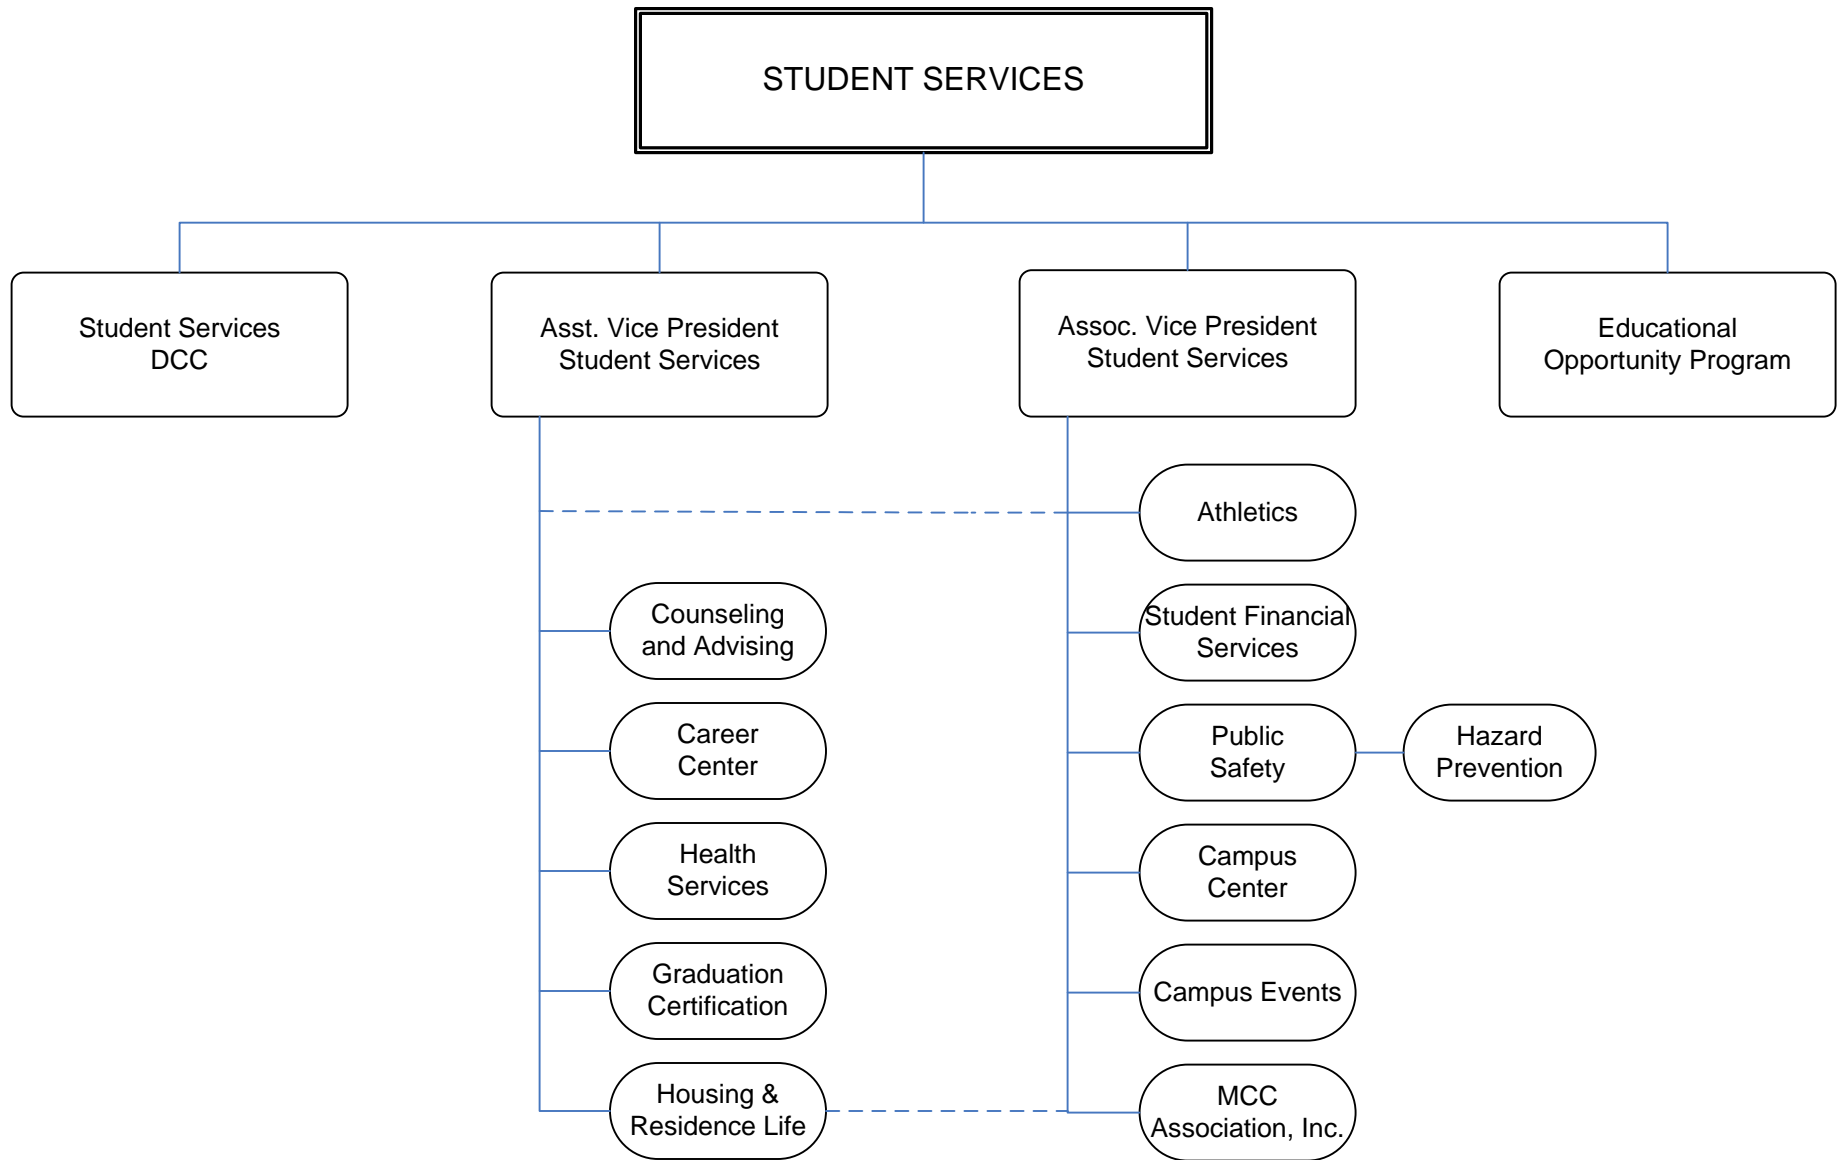 STUDENT SERVICES
Student Services
DCC
Asst. Vice President
Student Services
Assoc. Vice President
Student Services
Educational
Opportunity Program
Counseling
and Advising
Career
Center
Health
Services
Graduation
Certification
Housing &
Residence Life
Athletics
Student Financial
Services
Public
Safety
Hazard
Prevention
Campus
Center
Campus Events
MCC
Association, Inc.